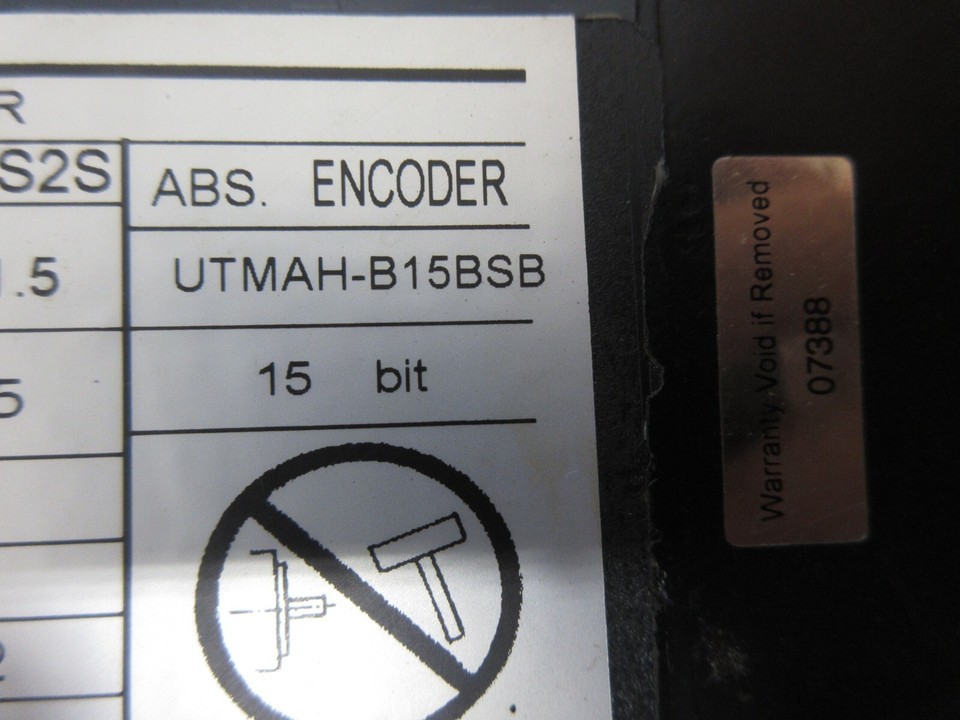 R
S2S
ABS. ENCODER
.5
UTMAH-B15BSB
5
15 bit
Warranty Void if Removed
07388